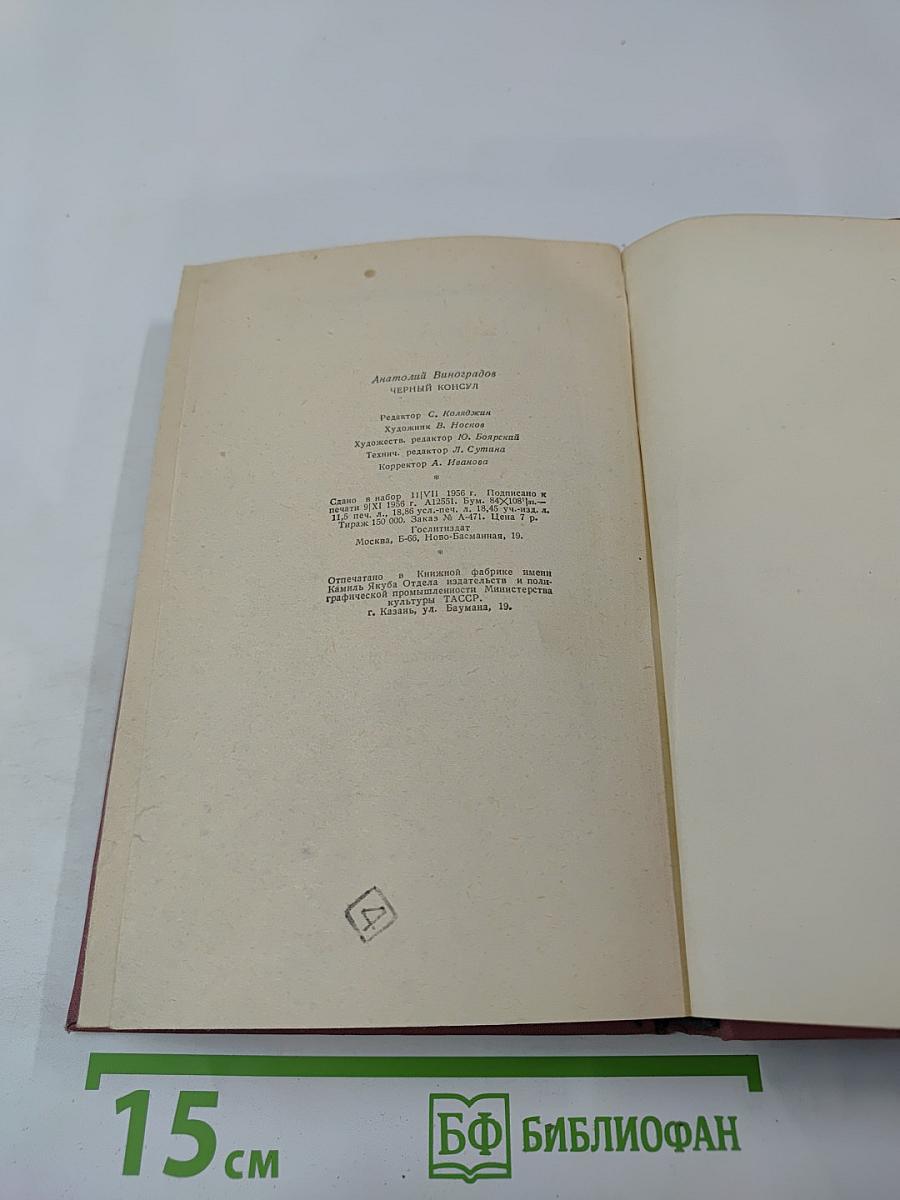 Анатолий Виноградов
ЧЕРНЫЙ КОНСУЛ
Редактор С. Коляджин
Художник В. Носков
Художеств. редактор Ю. Боярский
Технич. редактор Л. Сутина
Корректор А. Иванова
*
Сдано в набор 11|VII 1956 г. Подписано к
печати 9|XI 1956 г. А12551. Бум. 84×108¹|₃₂.—
11,5 печ. л., 18,86 усл.-печ. л. 18,45 уч.-изд. л.
Тираж 150 000. Заказ № А-471. Цена 7 р.
Гослитиздат
Москва, Б-66, Ново-Басманная, 19.
*
Отпечатано в Книжной фабрике имени
Камиль Якуба Отдела издательств и поли-
графической промышленности Министерства
культуры ТАССР.
г. Казань, ул. Баумана, 19.
4
15 см
БФ БИБЛИОФАН